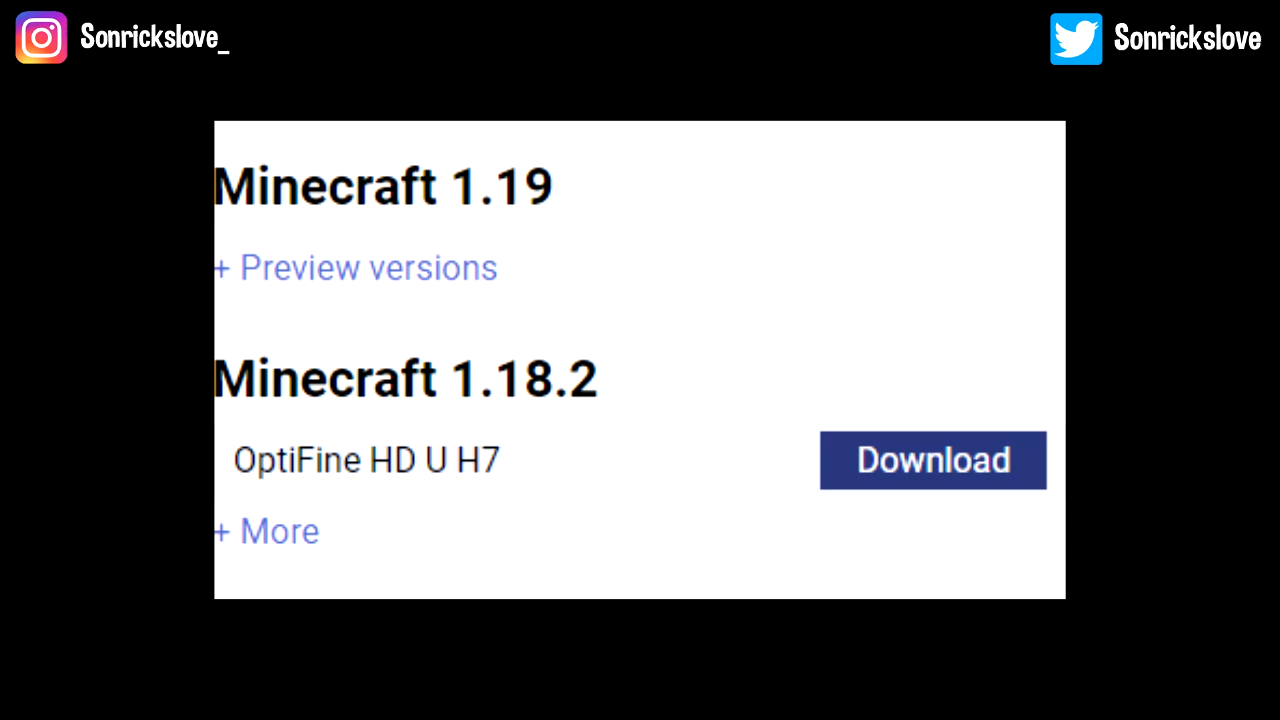 Sonrickslove_
Sonrickslove
Minecraft 1.19
+ Preview versions
Minecraft 1.18.2
OptiFine HD U H7
Download
+ More